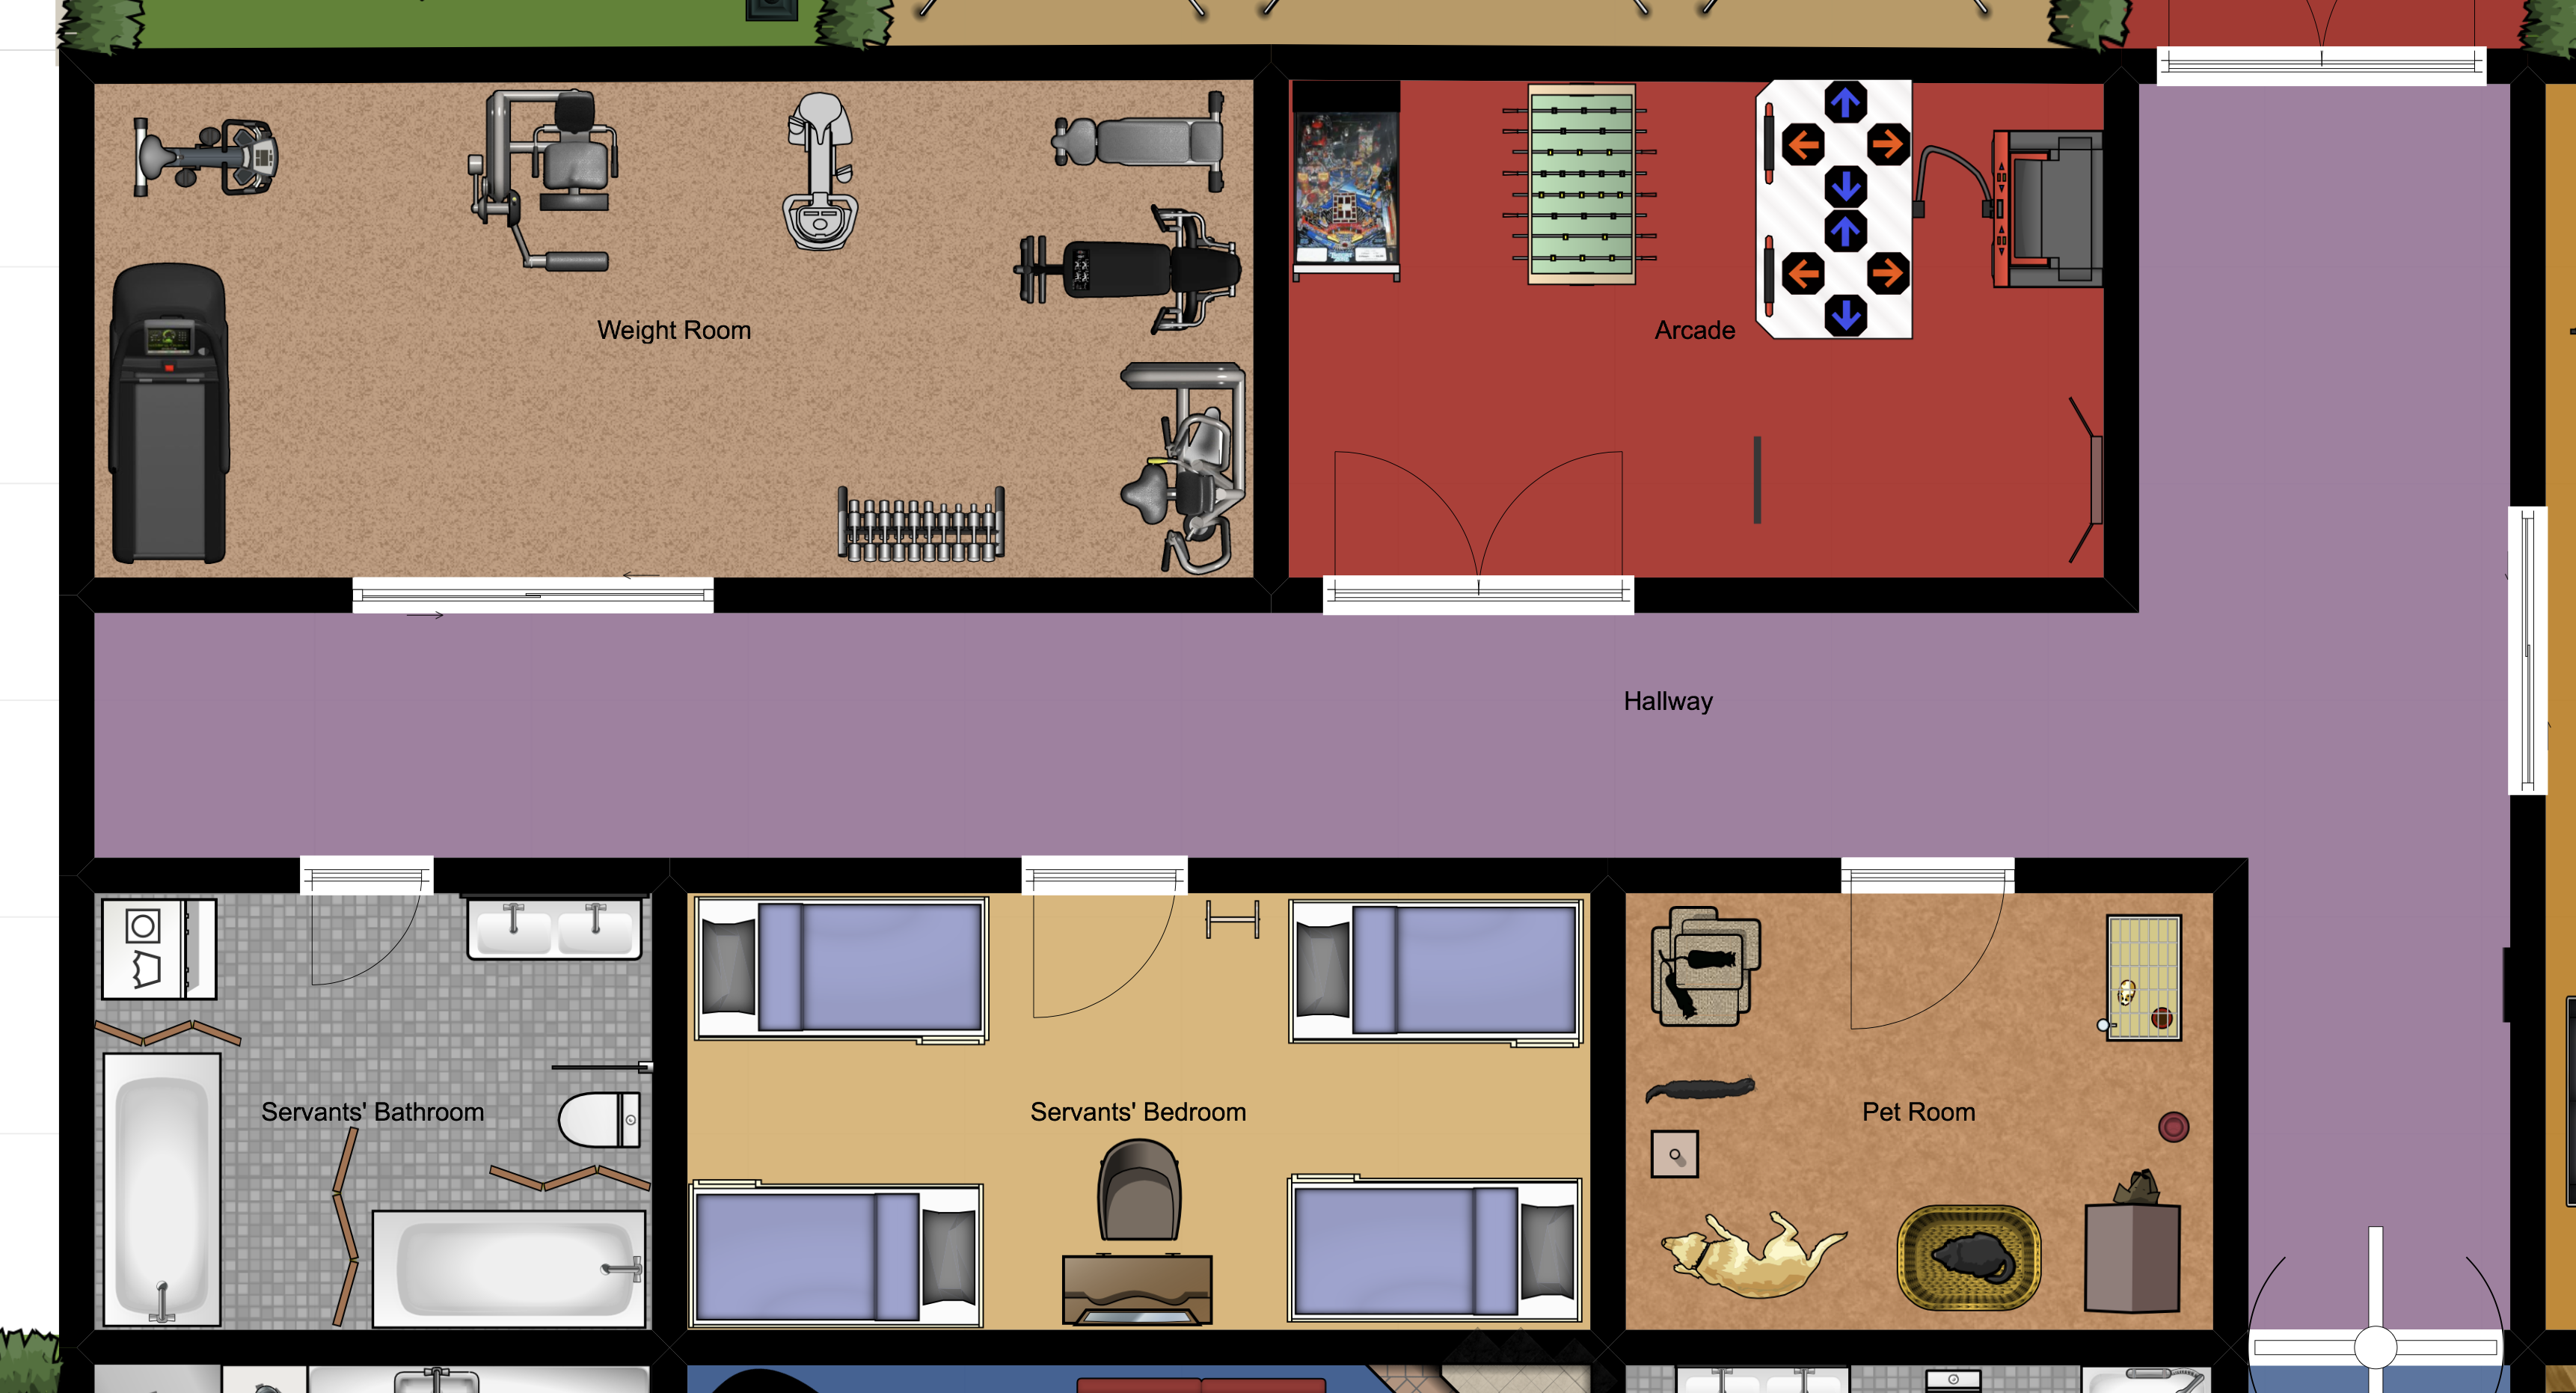 Weight Room
Arcade
Hallway
Servants' Bathroom
Servants' Bedroom
Pet Room